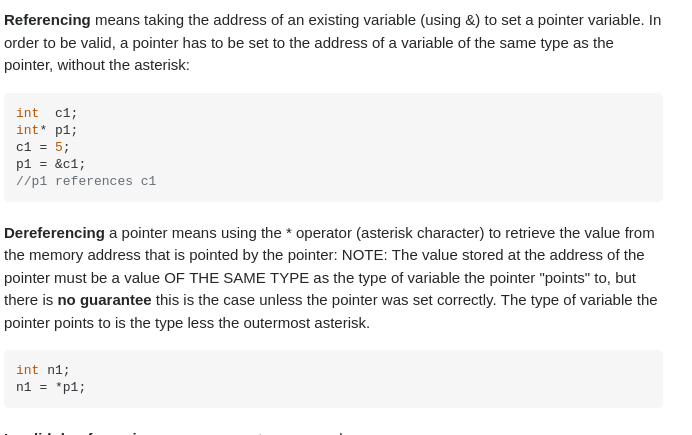 Referencing means taking the address of an existing variable (using &) to set a pointer variable. In
order to be valid, a pointer has to be set to the address of a variable of the same type as the
pointer, without the asterisk:
int  c1;
int* p1;
c1 = 5;
p1 = &c1;
//p1 references c1
Dereferencing a pointer means using the * operator (asterisk character) to retrieve the value from
the memory address that is pointed by the pointer: NOTE: The value stored at the address of the
pointer must be a value OF THE SAME TYPE as the type of variable the pointer "points" to, but
there is no guarantee this is the case unless the pointer was set correctly. The type of variable the
pointer points to is the type less the outermost asterisk.
int n1;
n1 = *p1;